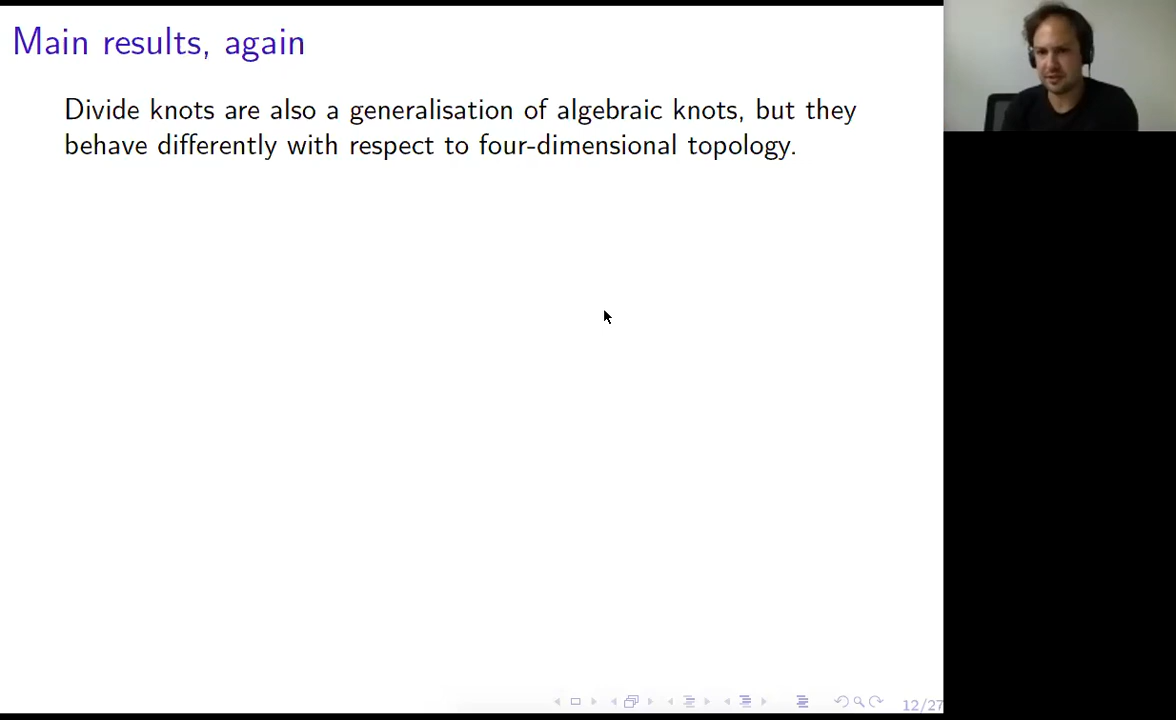 Main results, again
Divide knots are also a generalisation of algebraic knots, but they
behave differently with respect to four-dimensional topology.
12/27